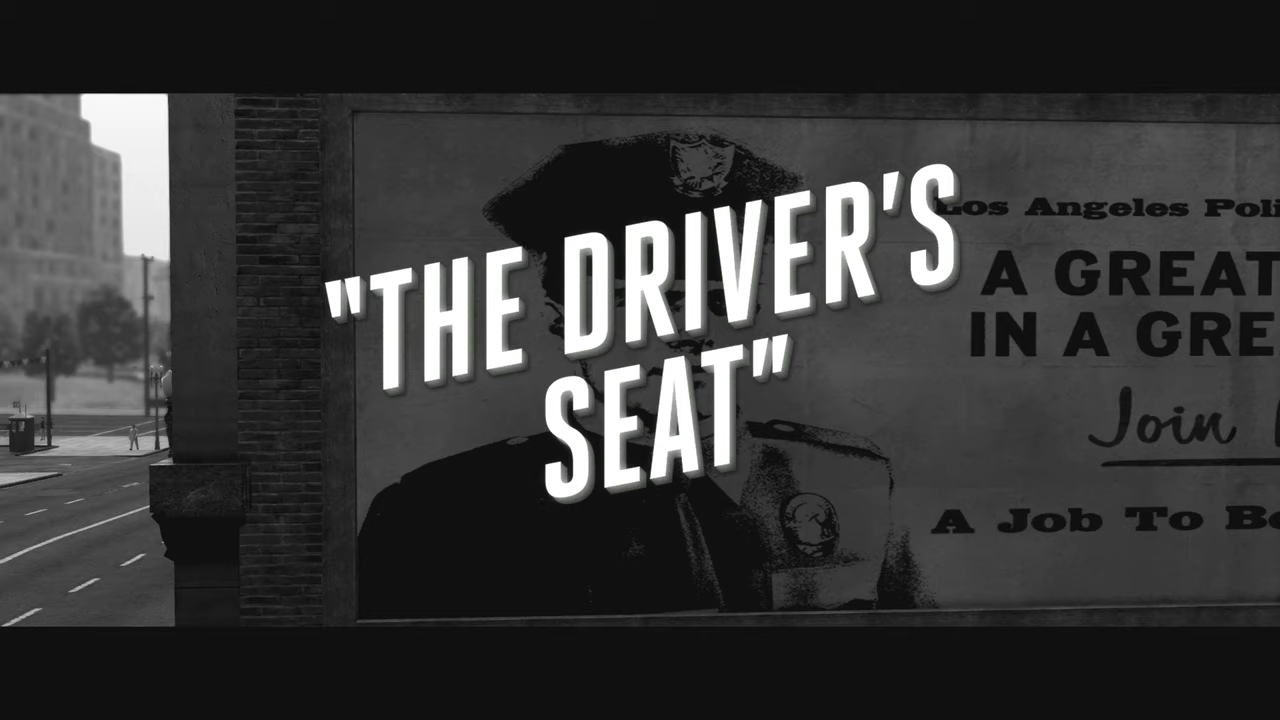 "THE DRIVER'S
SEAT"
Los Angeles Poli
A GREAT
IN A GRE
Join
A Job To Be